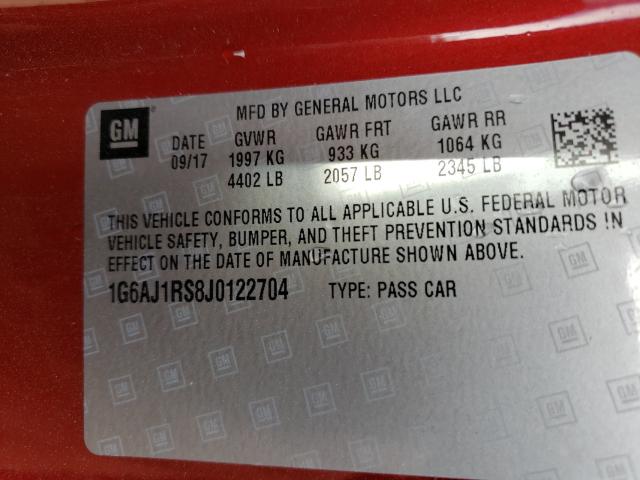 GM
MFD BY GENERAL MOTORS LLC
DATE GVWR GAWR FRT GAWR RR
09/17 1997 KG 933 KG 1064 KG
4402 LB 2057 LB 2345 LB
THIS VEHICLE CONFORMS TO ALL APPLICABLE U.S. FEDERAL MOTOR
VEHICLE SAFETY, BUMPER, AND THEFT PREVENTION STANDARDS IN
EFFECT ON THE DATE OF MANUFACTURE SHOWN ABOVE.
1G6AJ1RS8J0122704 TYPE: PASS CAR